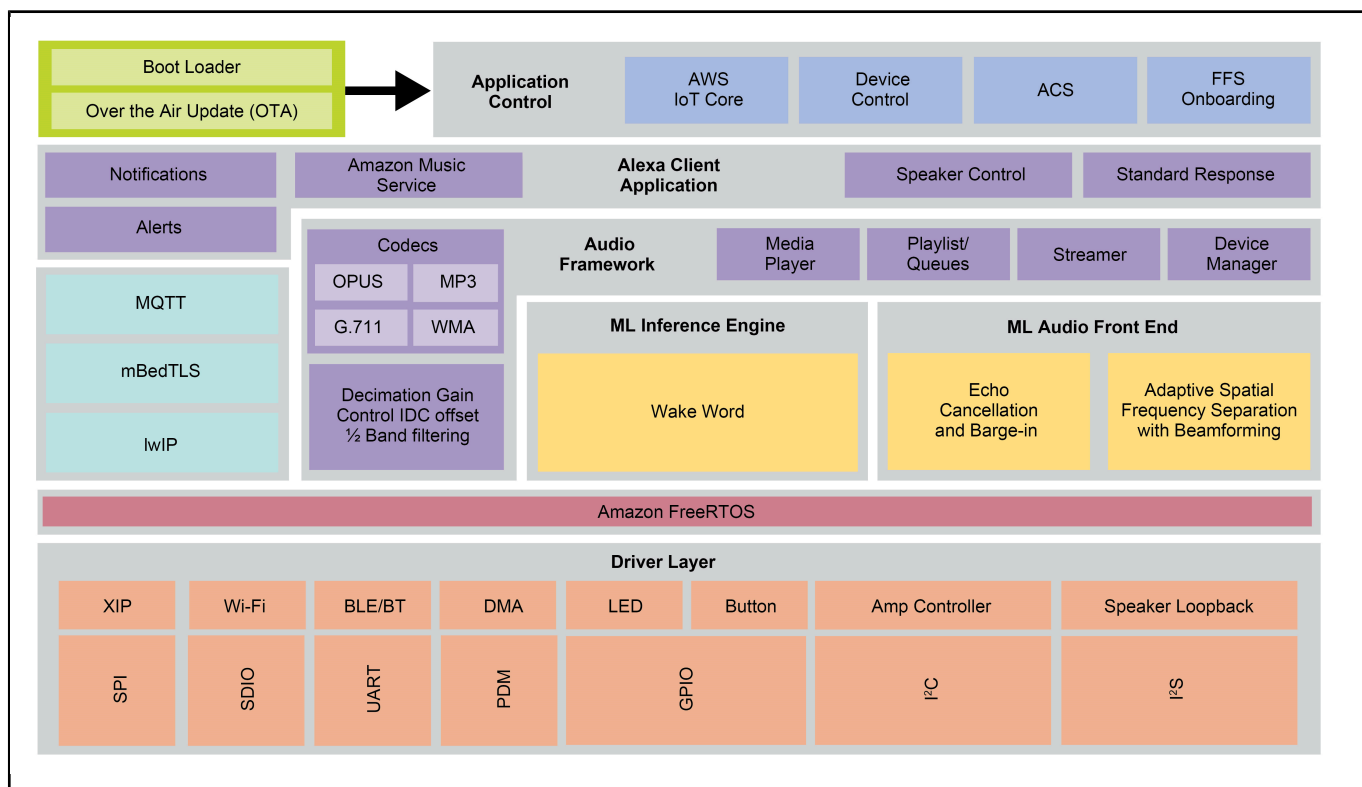 Boot Loader
Over the Air Update (OTA)
Application
Control
AWS
IoT Core
Device
Control
ACS
FFS
Onboarding
Notifications
Alerts
Amazon Music
Service
Alexa Client
Application
Speaker Control
Standard Response
Codecs
OPUS
MP3
G.711
WMA
Audio
Framework
Media
Player
Playlist/
Queues
Streamer
Device
Manager
MQTT
mBedTLS
lwIP
Decimation Gain
Control IDC offset
½ Band filtering
ML Inference Engine
Wake Word
ML Audio Front End
Echo
Cancellation
and Barge-in
Adaptive Spatial
Frequency Separation
with Beamforming
Amazon FreeRTOS
Driver Layer
XIP
Wi-Fi
BLE/BT
DMA
LED
Button
Amp Controller
Speaker Loopback
SPI
SDIO
UART
PDM
GPIO
I²C
I²S